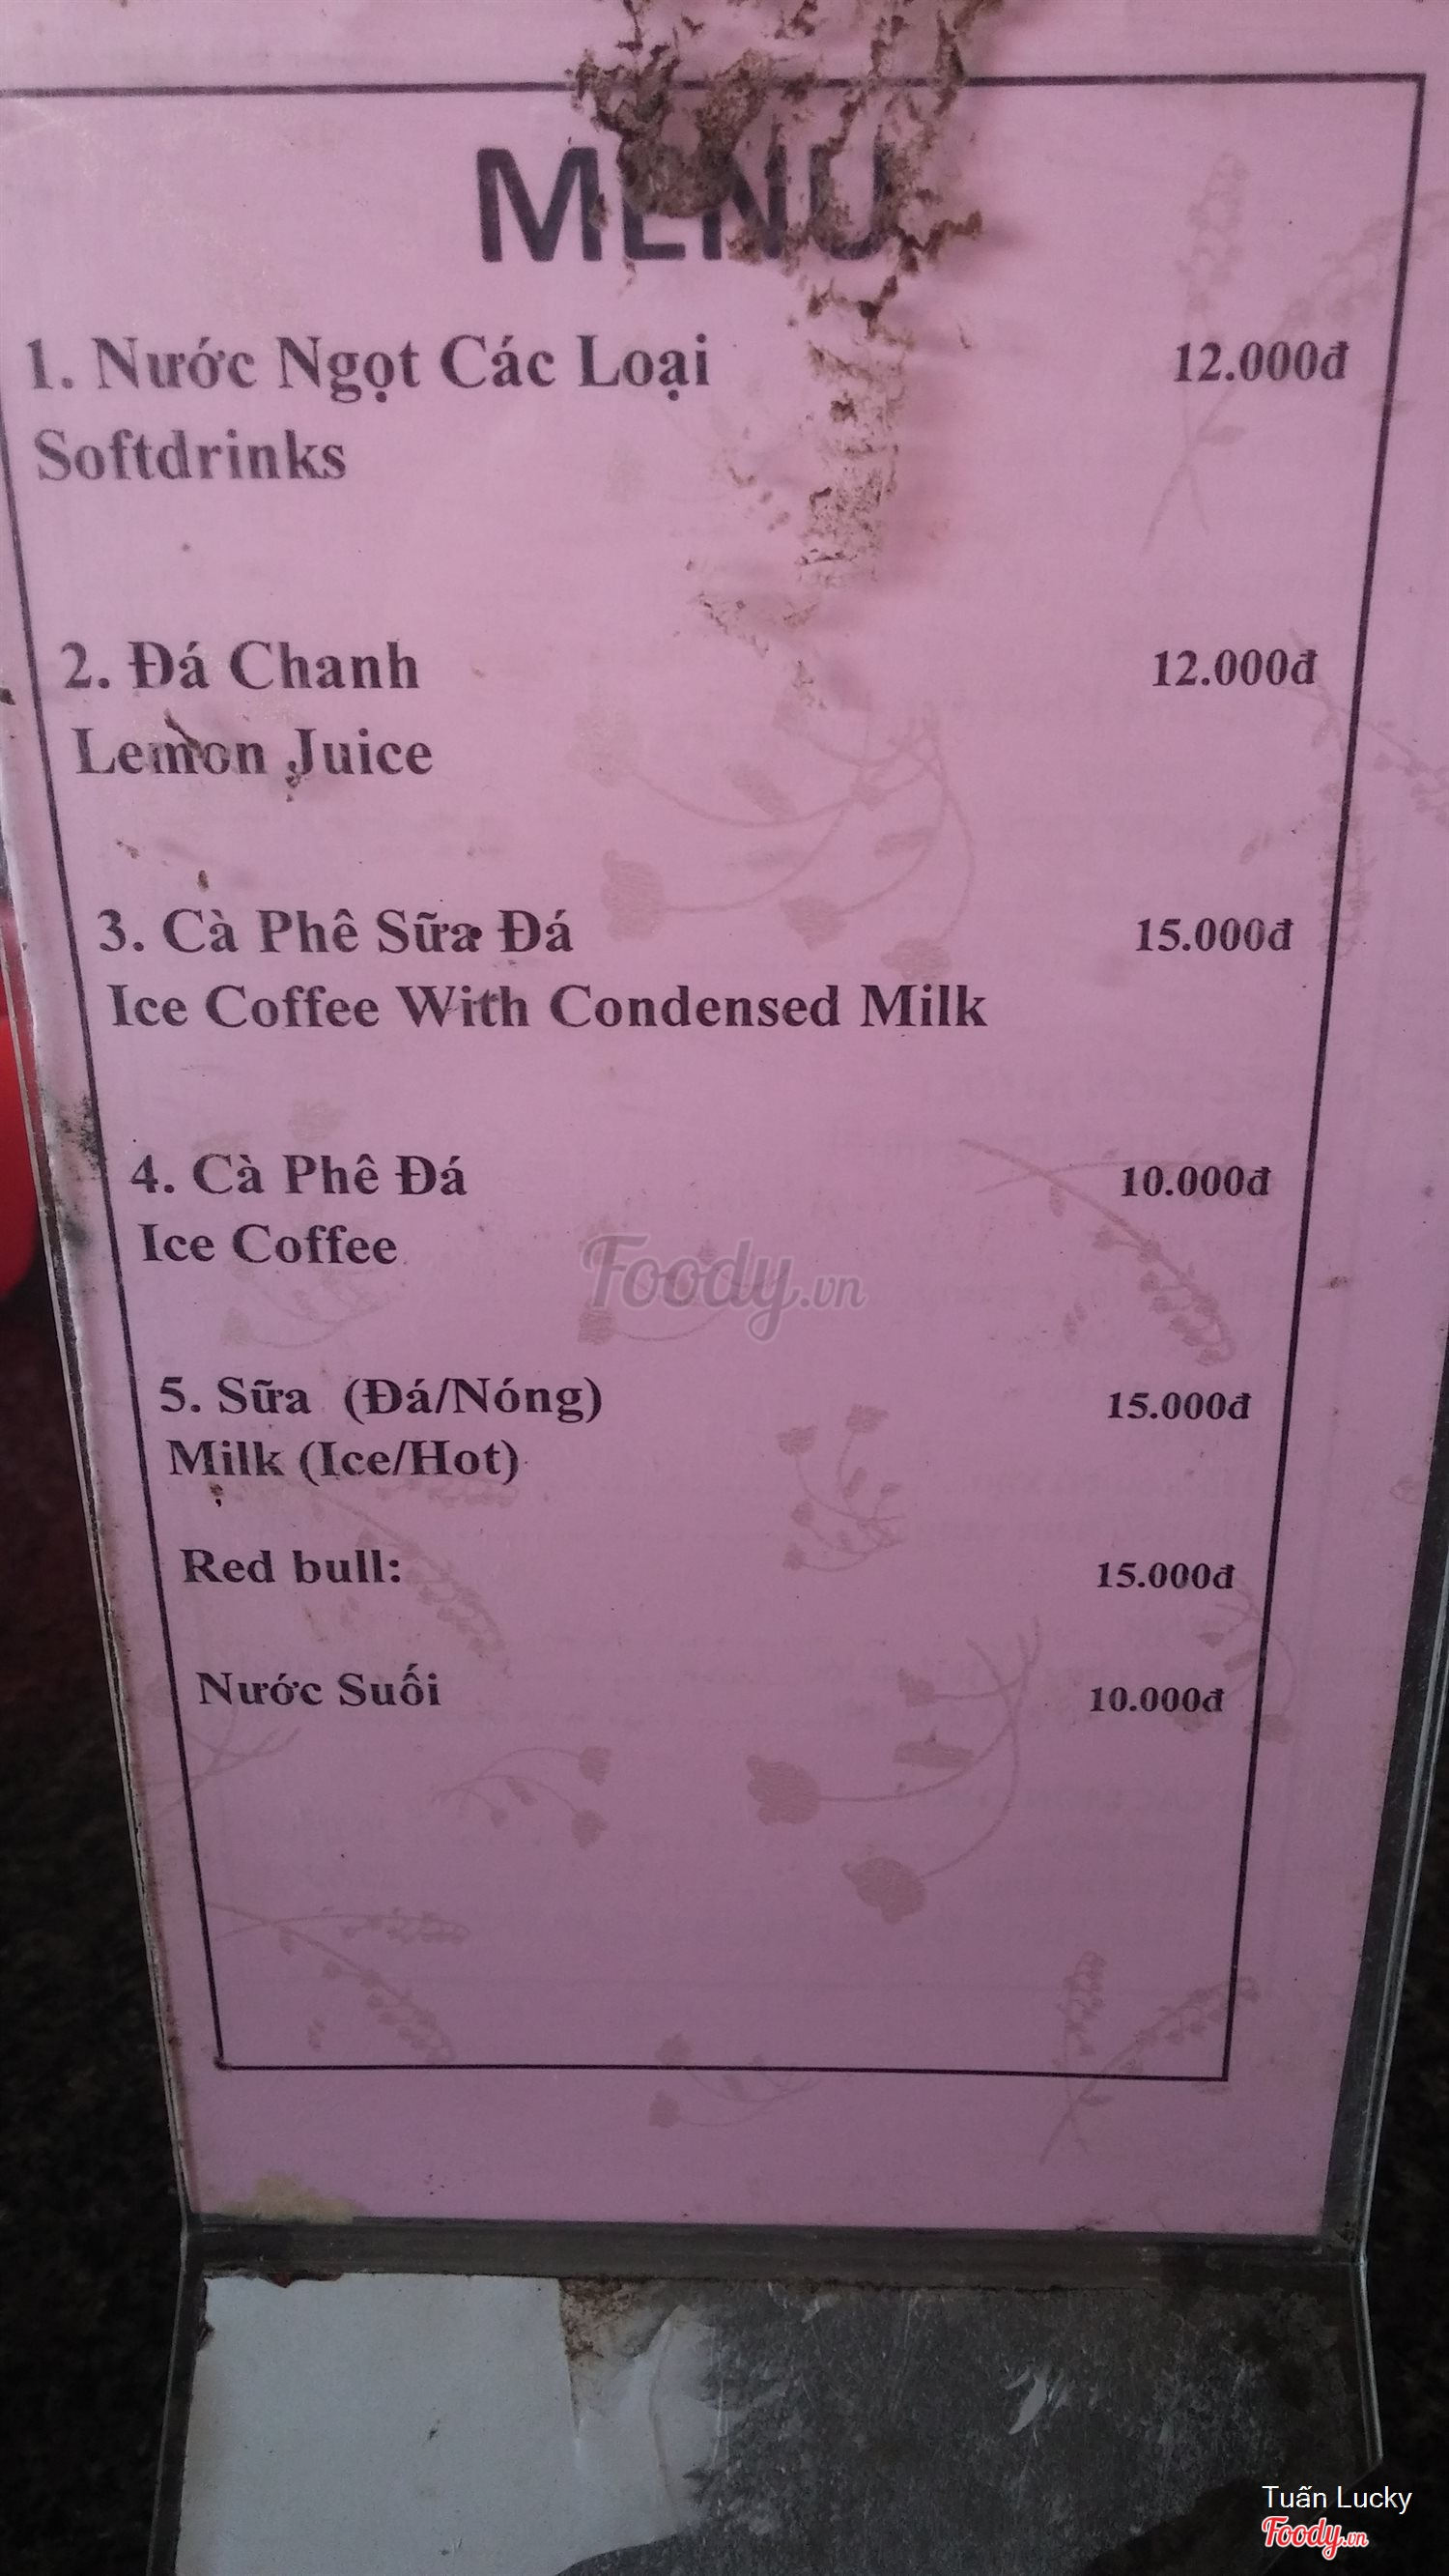 MENU
1. Nước Ngọt Các Loại 12.000đ
Softdrinks
2. Đá Chanh 12.000đ
Lemon Juice
3. Cà Phê Sữa Đá 15.000đ
Ice Coffee With Condensed Milk
4. Cà Phê Đá 10.000đ
Ice Coffee
Foody.vn
5. Sữa (Đá/Nóng) 15.000đ
Milk (Ice/Hot)
Red bull: 15.000đ
Nước Suối 10.000đ
Tuấn Lucky
Foody.vn